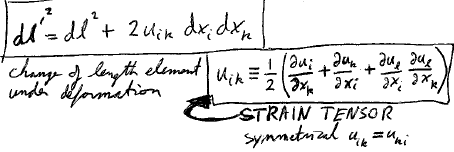 dl'² = dl² + 2u_ik dx_i dx_k
change of length element
under deformation
u_ik ≡ 1/2 (∂u_i/∂x_k + ∂u_k/∂x_i + ∂u_l/∂x_i ∂u_l/∂x_k)
STRAIN TENSOR
symmetrical u_ik = u_ki